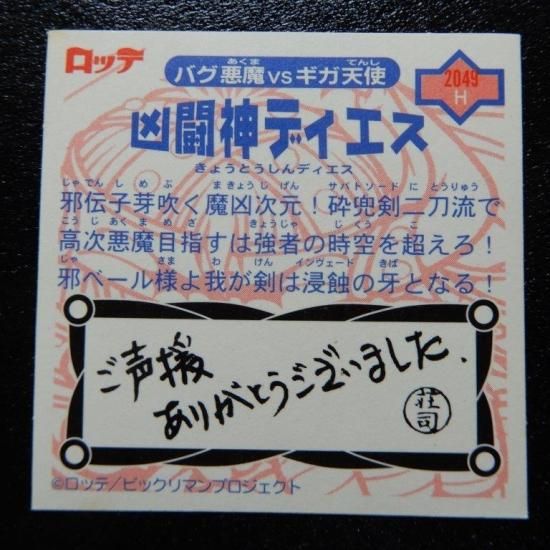 ロッテ
バグ悪魔VSギガ天使
あくま てんし
2049
H
凶闘神ディエス
きょうとうしんディエス
じゃでんし めぶ まきょうじげん サバトソード にとうりゅう
邪伝子芽吹く魔凶次元！砕兜剣二刀流で
こうじあくまめざ きょうじゃ じくうこ
高次悪魔目指すは強者の時空を超えろ！
じゃ さま わ けん インヴェード きば
邪ベール様よ我が剣は浸蝕の牙となる！
ご声援
ありがとうございました.
荘司
©ロッテ/ビックリマンプロジェクト